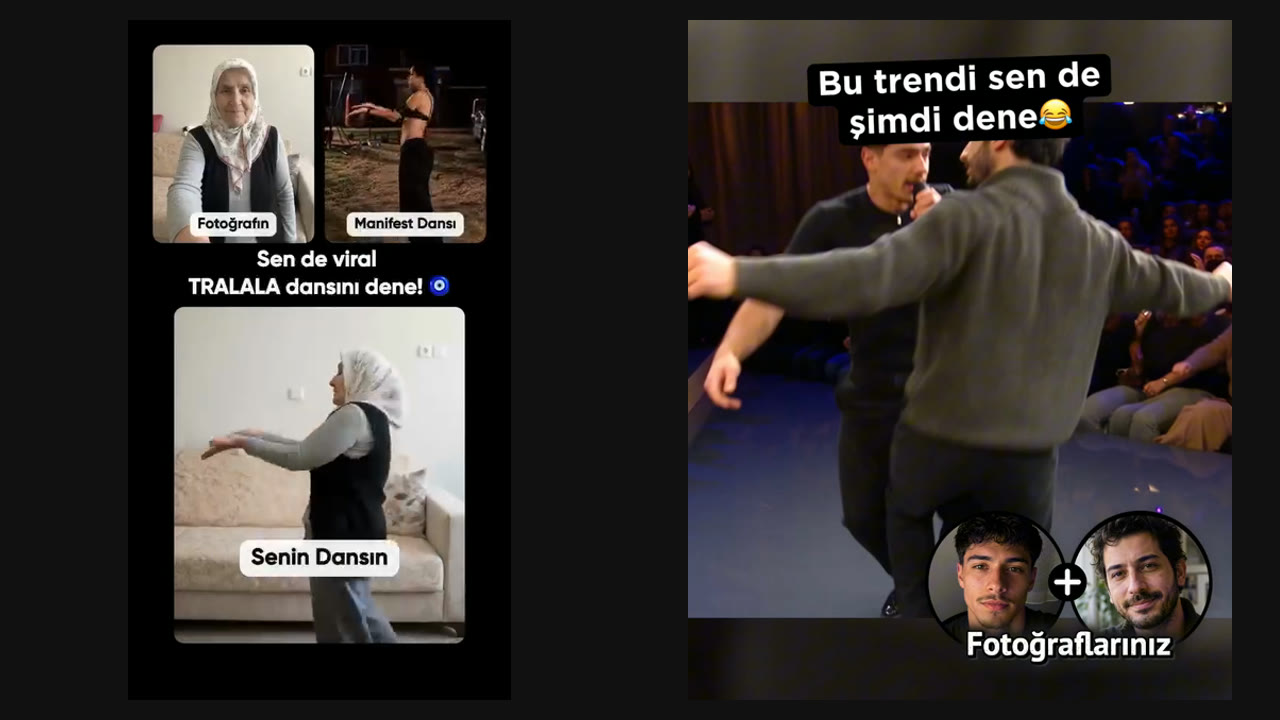 Fotoğrafın
Manifest Dansı
Sen de viral
TRALALA dansını dene! 🧿
Senin Dansın
Bu trendi sen de
şimdi dene😂
Fotoğraflarınız